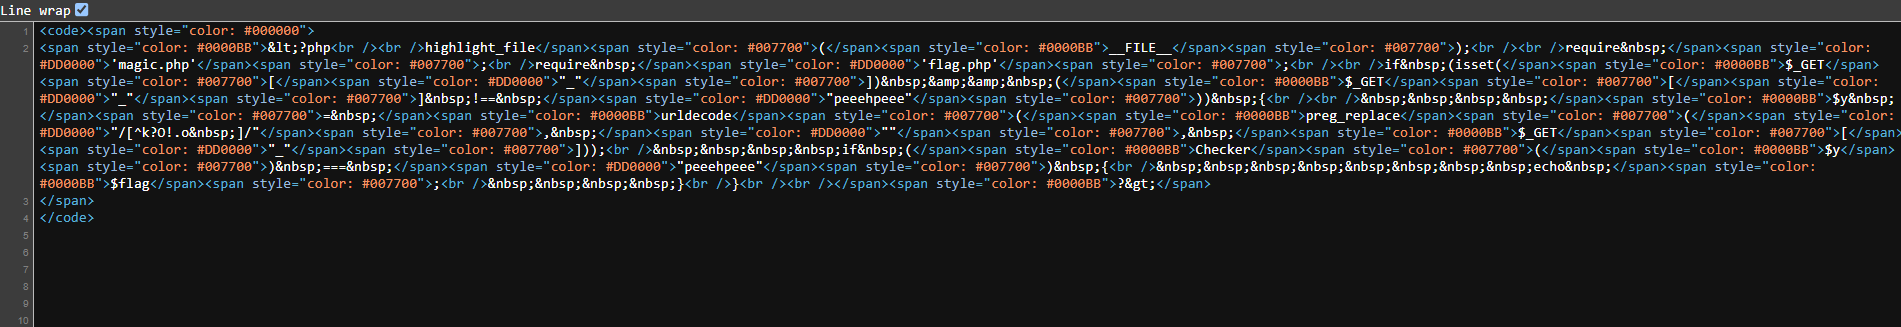 Line wrap
1 <code><span style="color: #000000">
2 <span style="color: #0000BB">&lt;?php<br /><br />highlight_file</span><span style="color: #007700">(</span><span style="color: #0000BB">__FILE__</span><span style="color: #007700">);<br /><br />require&nbsp;</span><span style="color:
#DD0000">'magic.php'</span><span style="color: #007700">;<br />require&nbsp;</span><span style="color: #DD0000">'flag.php'</span><span style="color: #007700">;<br /><br />if&nbsp;(isset(</span><span style="color: #0000BB">$_GET</span>
<span style="color: #007700">[</span><span style="color: #DD0000">"_"</span><span style="color: #007700">])&nbsp;&amp;&amp;&nbsp;(</span><span style="color: #0000BB">$_GET</span><span style="color: #007700">[</span><span style="color:
#DD0000">"_"</span><span style="color: #007700">]&nbsp;!==&nbsp;</span><span style="color: #DD0000">"peeehpeee"</span><span style="color: #007700">))&nbsp;{<br /><br />&nbsp;&nbsp;&nbsp;&nbsp;</span><span style="color: #0000BB">$y&nbsp;
</span><span style="color: #007700">=&nbsp;</span><span style="color: #0000BB">urldecode</span><span style="color: #007700">(</span><span style="color: #0000BB">preg_replace</span><span style="color: #007700">(</span><span style="color:
#DD0000">"/[^k?O!.o&nbsp;]/"</span><span style="color: #007700">,&nbsp;</span><span style="color: #DD0000">""</span><span style="color: #007700">,&nbsp;</span><span style="color: #0000BB">$_GET</span><span style="color: #007700">[</span>
<span style="color: #DD0000">"_"</span><span style="color: #007700">]));<br />&nbsp;&nbsp;&nbsp;&nbsp;if&nbsp;(</span><span style="color: #0000BB">Checker</span><span style="color: #007700">(</span><span style="color: #0000BB">$y</span>
<span style="color: #007700">)&nbsp;===&nbsp;</span><span style="color: #DD0000">"peeehpeee"</span><span style="color: #007700">)&nbsp;{<br />&nbsp;&nbsp;&nbsp;&nbsp;&nbsp;&nbsp;&nbsp;&nbsp;echo&nbsp;</span><span style="color:
#0000BB">$flag</span><span style="color: #007700">;<br />&nbsp;&nbsp;&nbsp;&nbsp;}<br />}<br /><br /></span><span style="color: #0000BB">?&gt;</span>
3 </span>
4 </code>
5
6
7
8
9
10